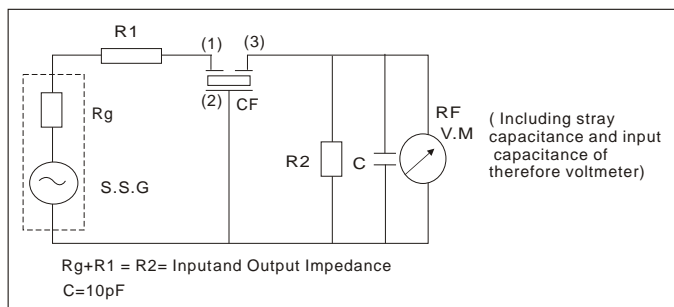 R1
(1)
(3)
(2)
CF
Rg
S.S.G
R2
C
RF
V.M
( Including stray
capacitance and input
capacitance of
therefore voltmeter)
Rg+R1 = R2= Inputand Output Impedance
C=10pF